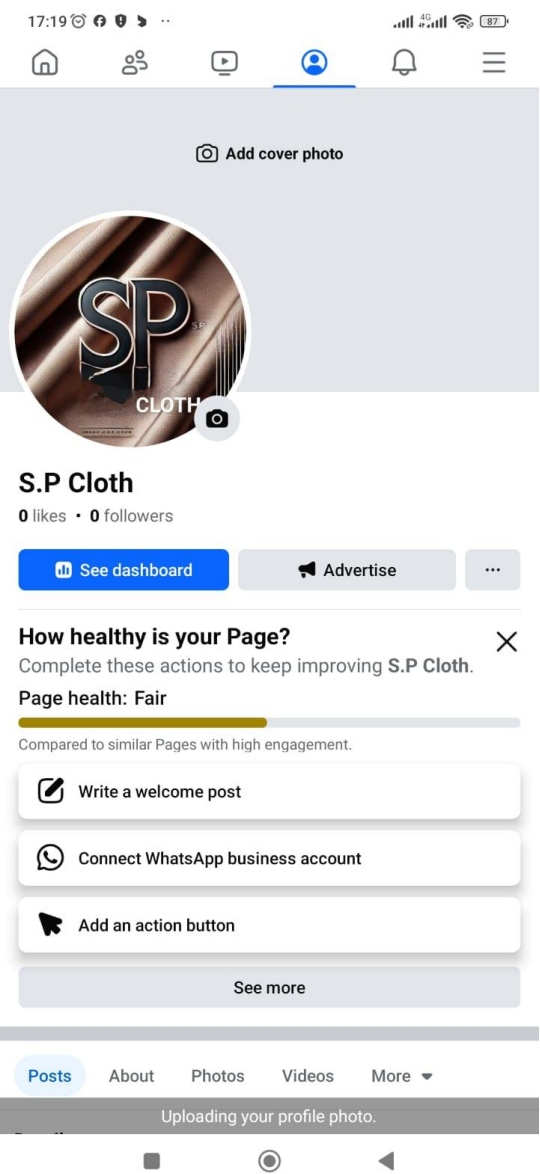 17:19
4G
87
Add cover photo
SP
S.P
CLOTH
S.P Cloth
0 likes • 0 followers
See dashboard
Advertise
...
How healthy is your Page?
Complete these actions to keep improving S.P Cloth.
Page health: Fair
Compared to similar Pages with high engagement.
Write a welcome post
Connect WhatsApp business account
Add an action button
See more
Posts About Photos Videos More
Uploading your profile photo.